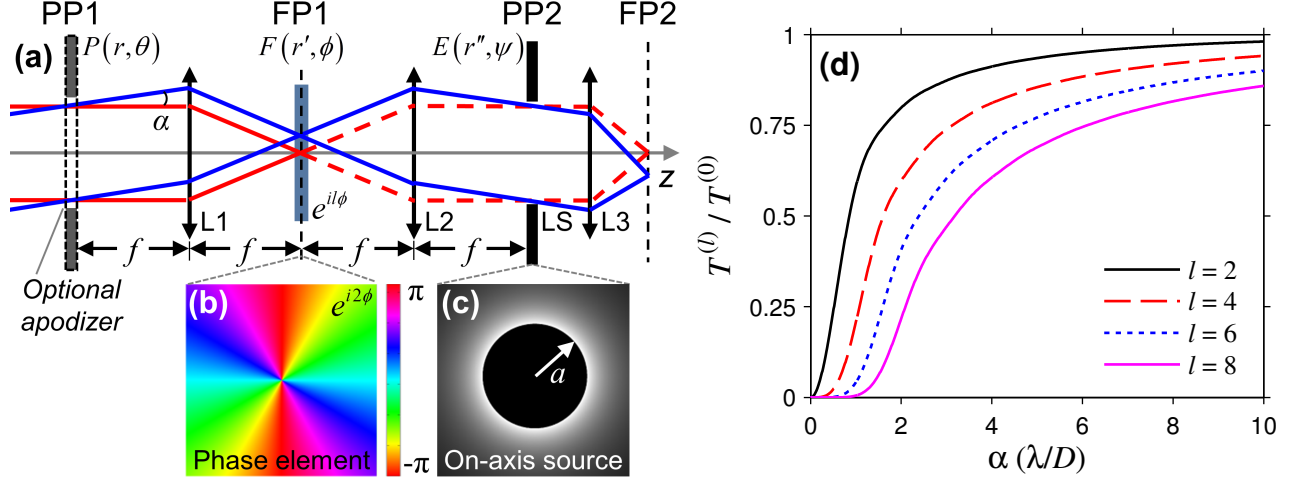 PP1 FP1 PP2 FP2
(a) P(r,θ) F(r′,ϕ) E(r″,ψ)
α
z
L1 e^{ilϕ} L2 LS L3
f f f f
Optional
apodizer
(b) e^{i2ϕ} π
Phase element -π
(c)
a
On-axis source
(d)
T^{(l)} / T^{(0)}
1
0.75
0.5
0.25
0
l = 2
l = 4
l = 6
l = 8
0 2 4 6 8 10
α (λ/D)